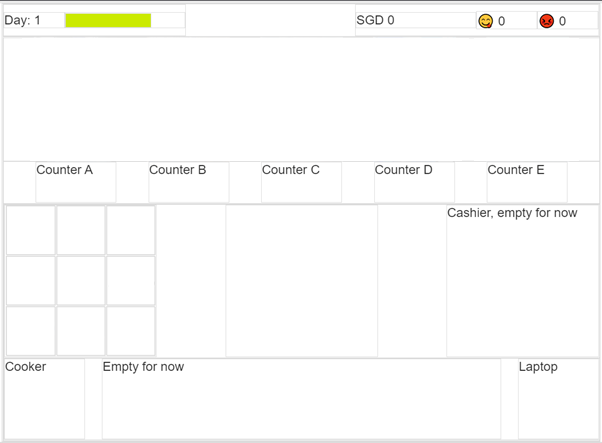 Day: 1 SGD 0 😋 0 😡 0
Counter A Counter B Counter C Counter D Counter E
Cashier, empty for now
Cooker Empty for now Laptop